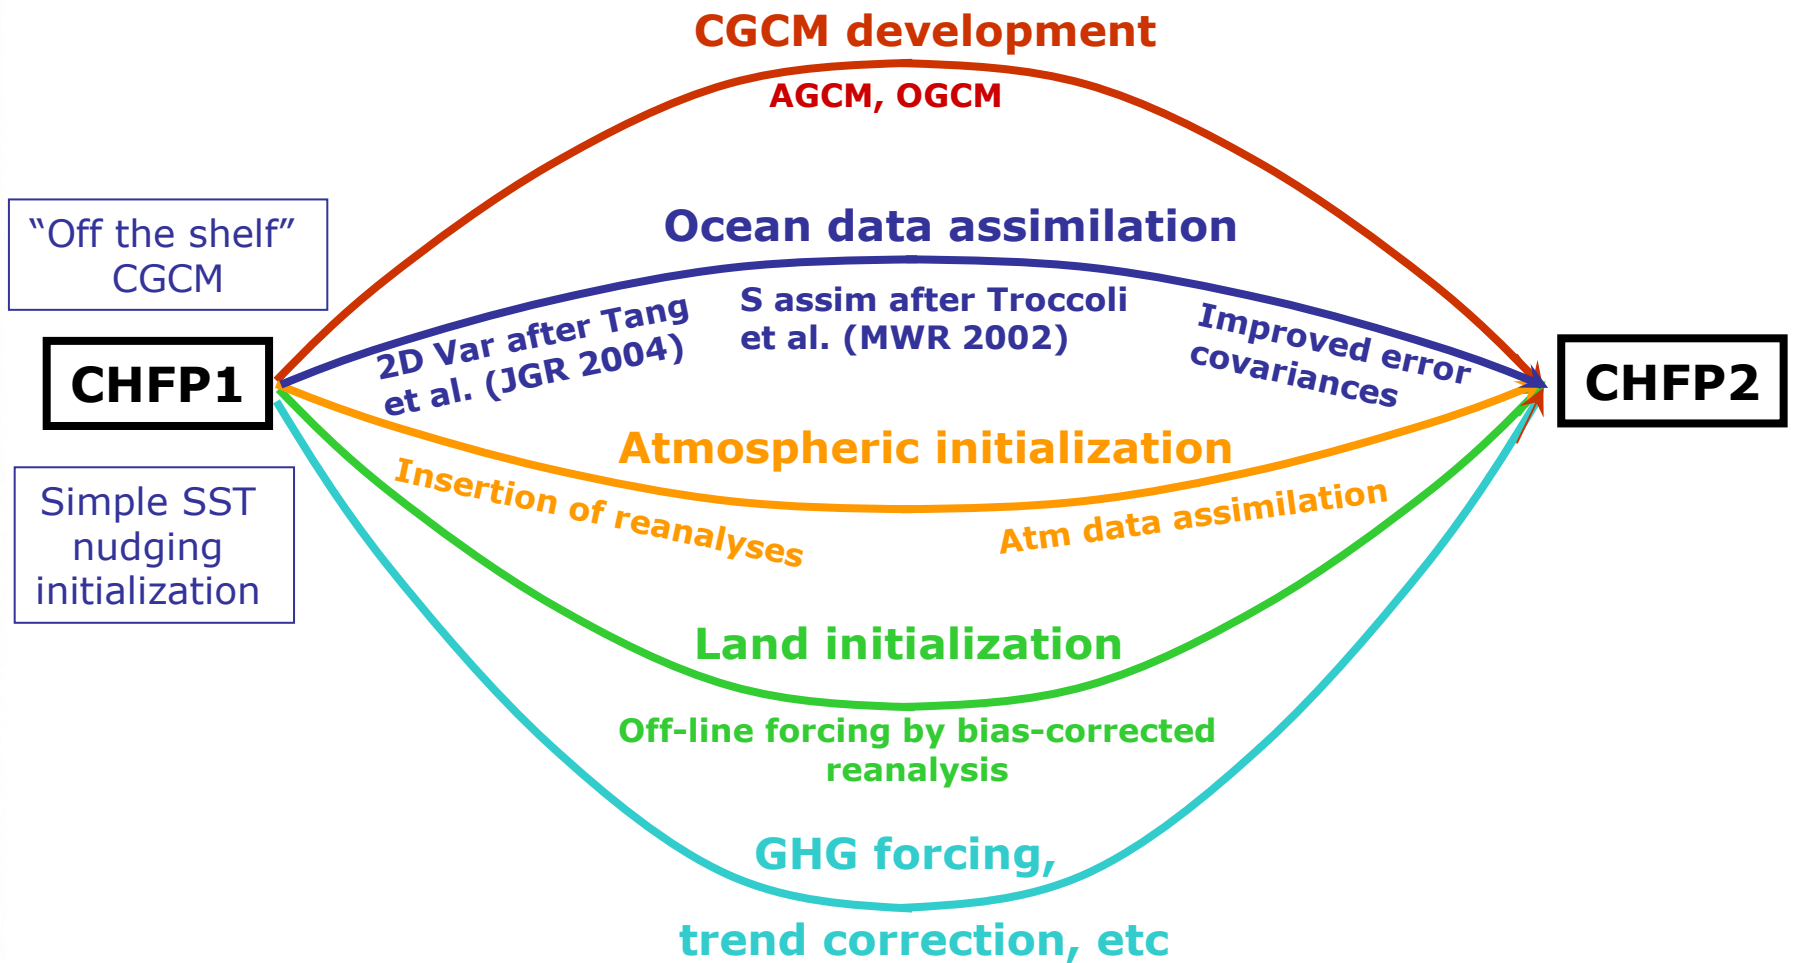 CGCM development
AGCM, OGCM
“Off the shelf”
CGCM
Ocean data assimilation
2D Var after Tang
et al. (JGR 2004)
S assim after Troccoli
et al. (MWR 2002)
Improved error
covariances
CHFP1
CHFP2
Atmospheric initialization
Insertion of reanalyses
Atm data assimilation
Simple SST
nudging
initialization
Land initialization
Off-line forcing by bias-corrected
reanalysis
GHG forcing,
trend correction, etc